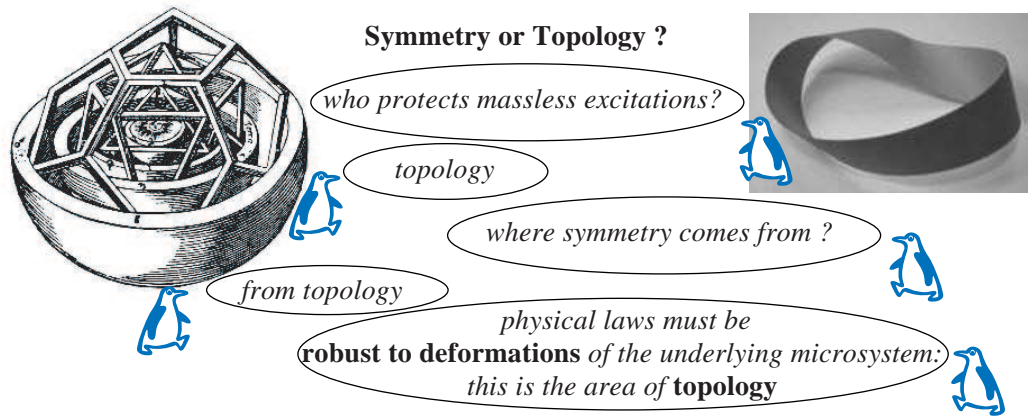 Symmetry or Topology ?
who protects massless excitations?
topology
where symmetry comes from ?
from topology
physical laws must be
robust to deformations of the underlying microsystem:
this is the area of topology